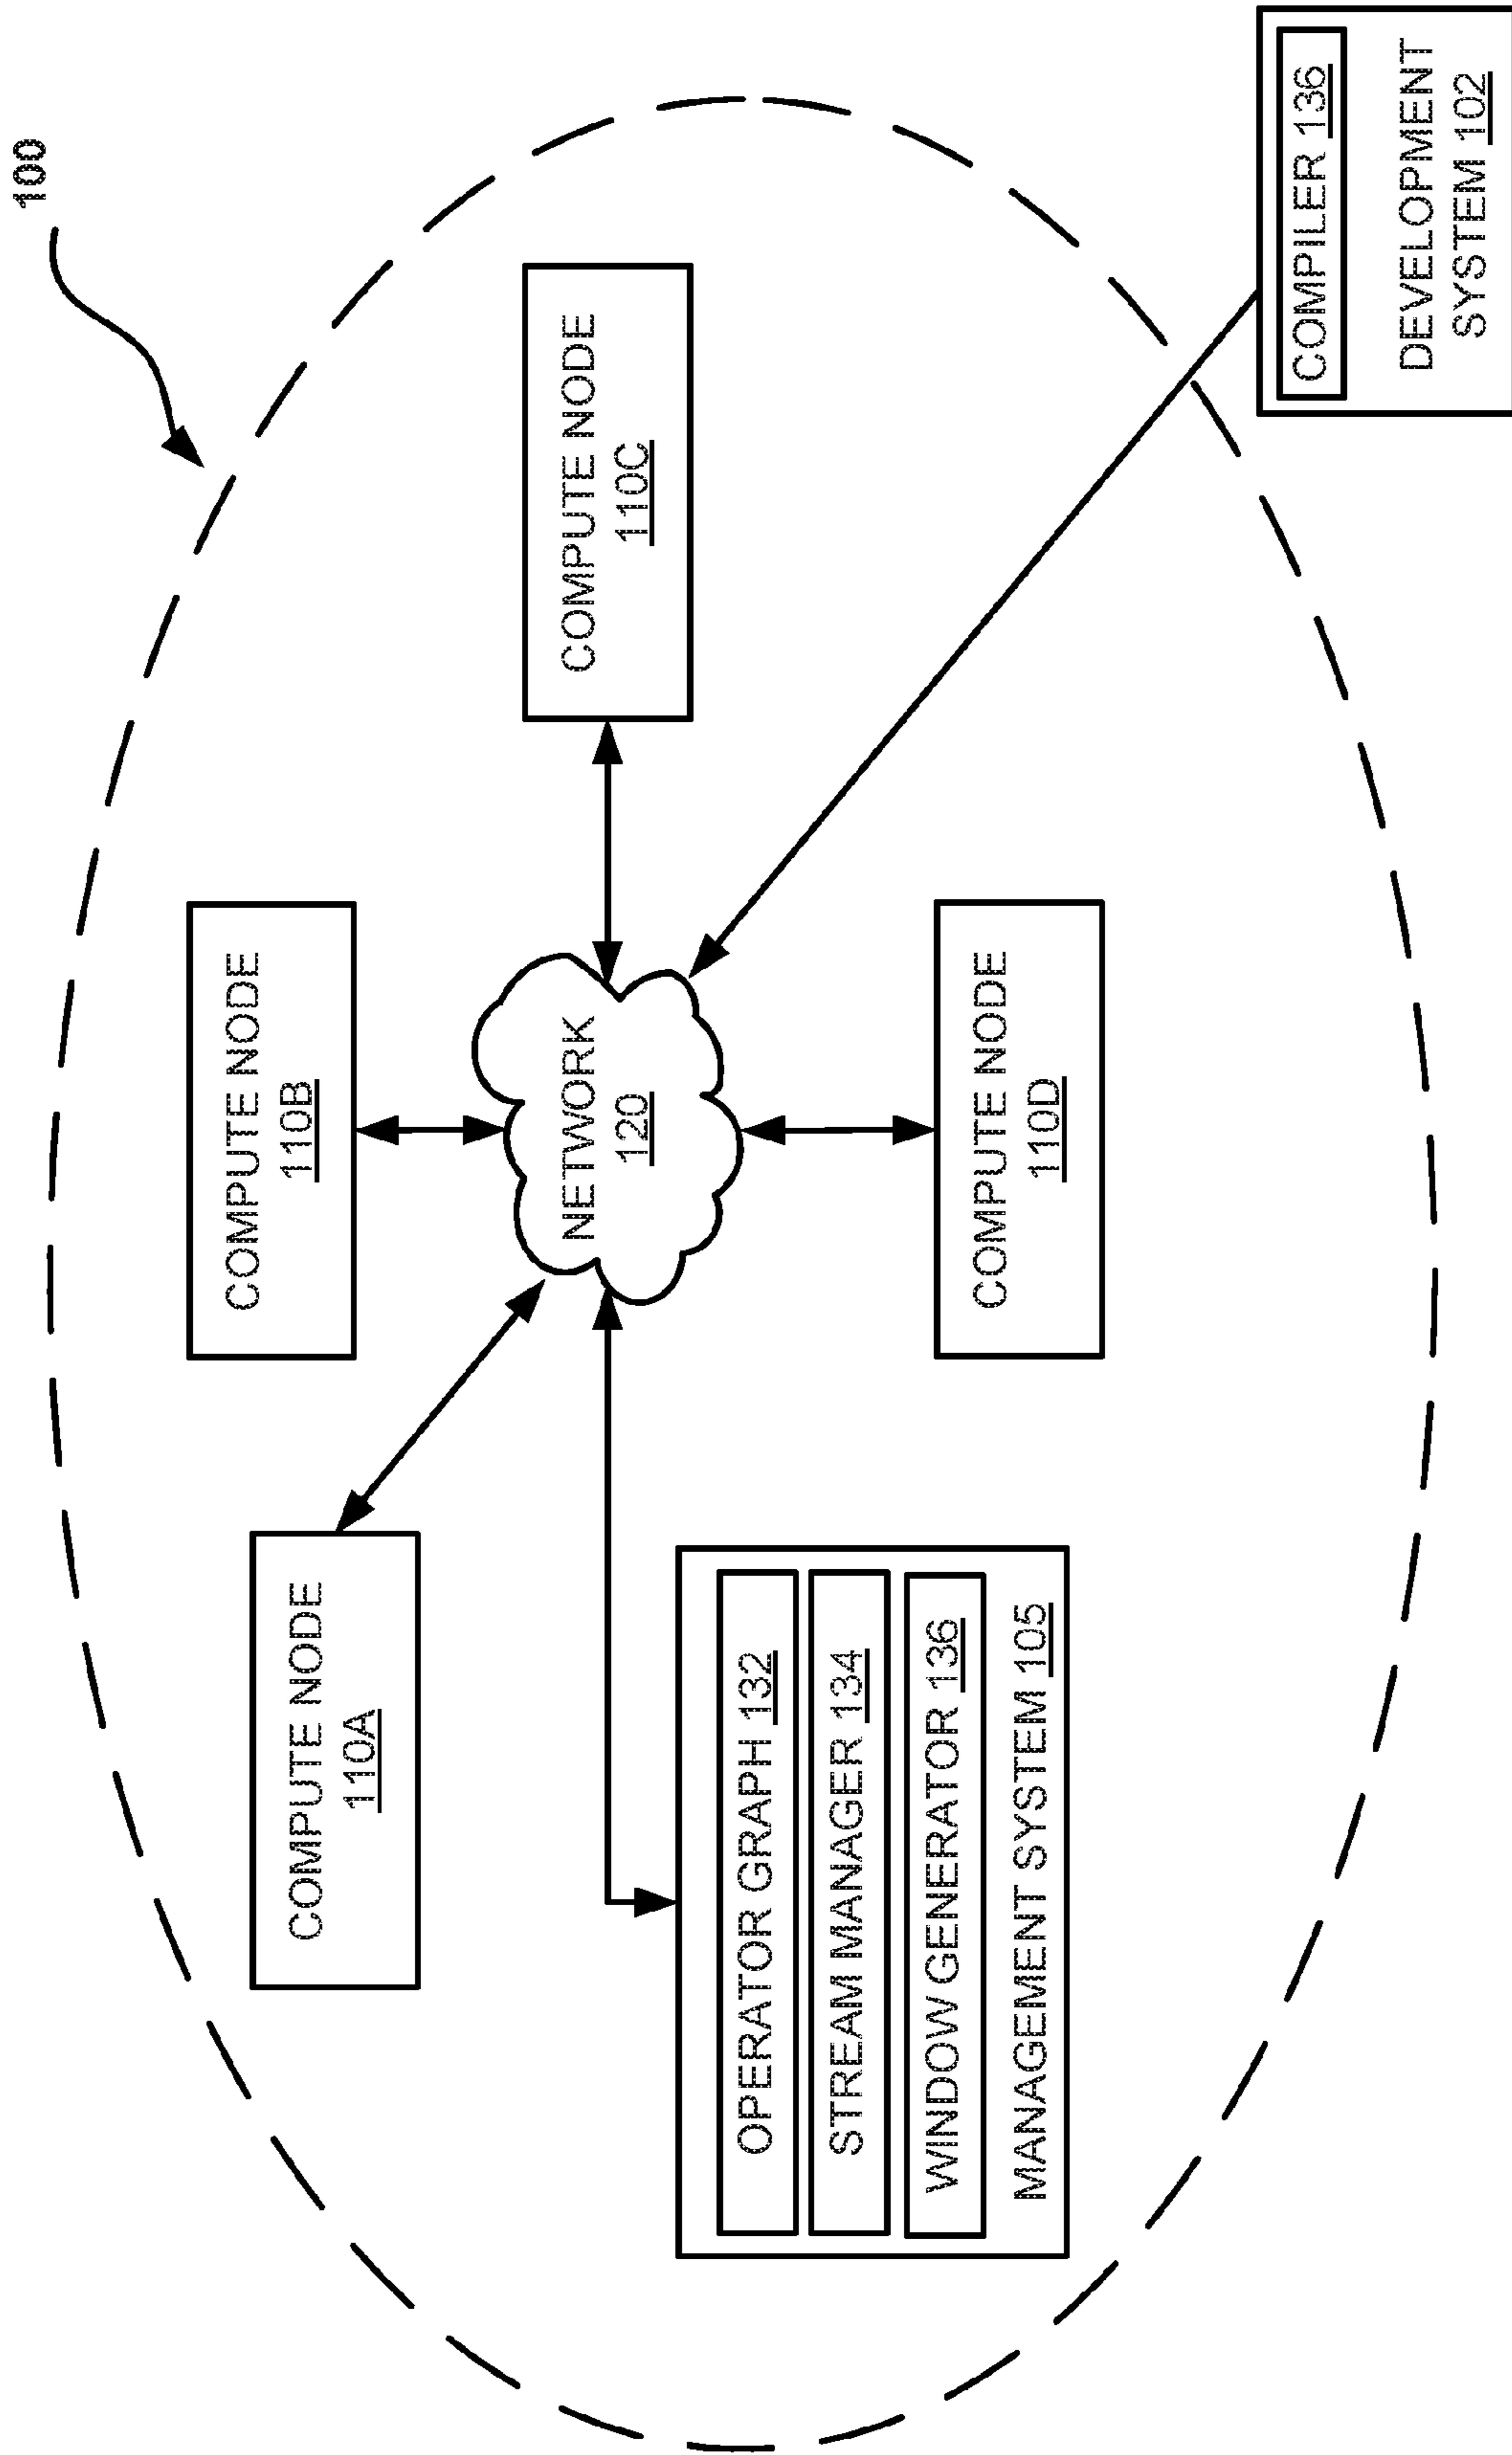 100
COMPUTE NODE
110A
COMPUTE NODE
110B
COMPUTE NODE
110C
NETWORK
120
COMPUTE NODE
110D
OPERATOR GRAPH 132
STREAM MANAGER 134
WINDOW GENERATOR 136
MANAGEMENT SYSTEM 105
COMPILER 136
DEVELOPMENT
SYSTEM 102